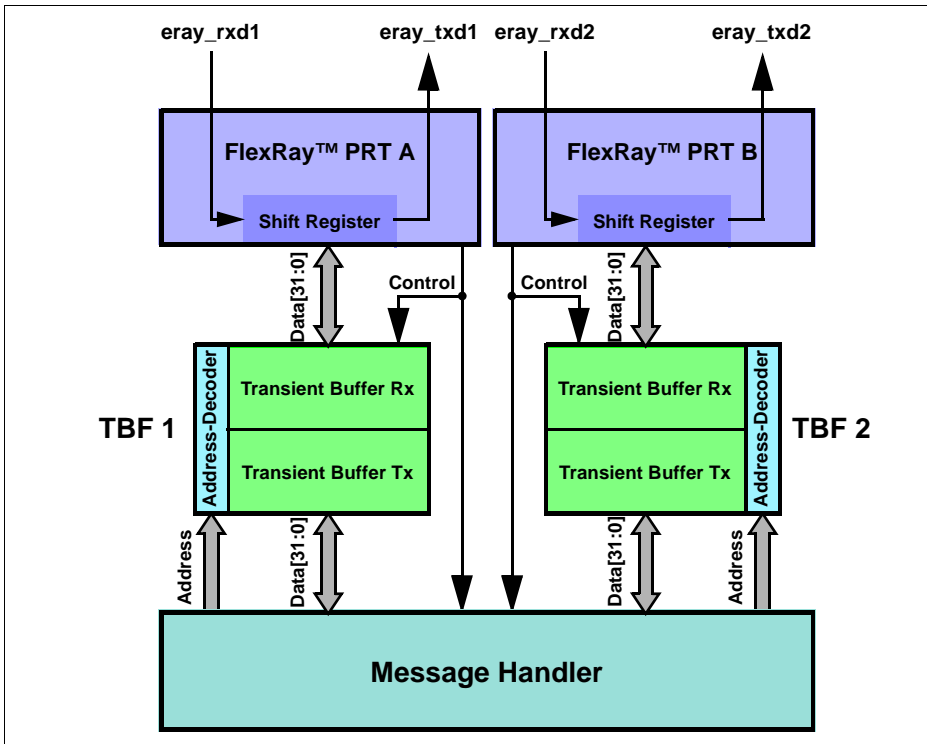 eray_rxd1
eray_txd1
eray_rxd2
eray_txd2
FlexRay™ PRT A
FlexRay™ PRT B
Shift Register
Shift Register
Data[31:0]
Control
Control
Data[31:0]
TBF 1
Address-Decoder
Transient Buffer Rx
Transient Buffer Tx
Transient Buffer Rx
Transient Buffer Tx
Address-Decoder
TBF 2
Address
Data[31:0]
Data[31:0]
Address
Message Handler